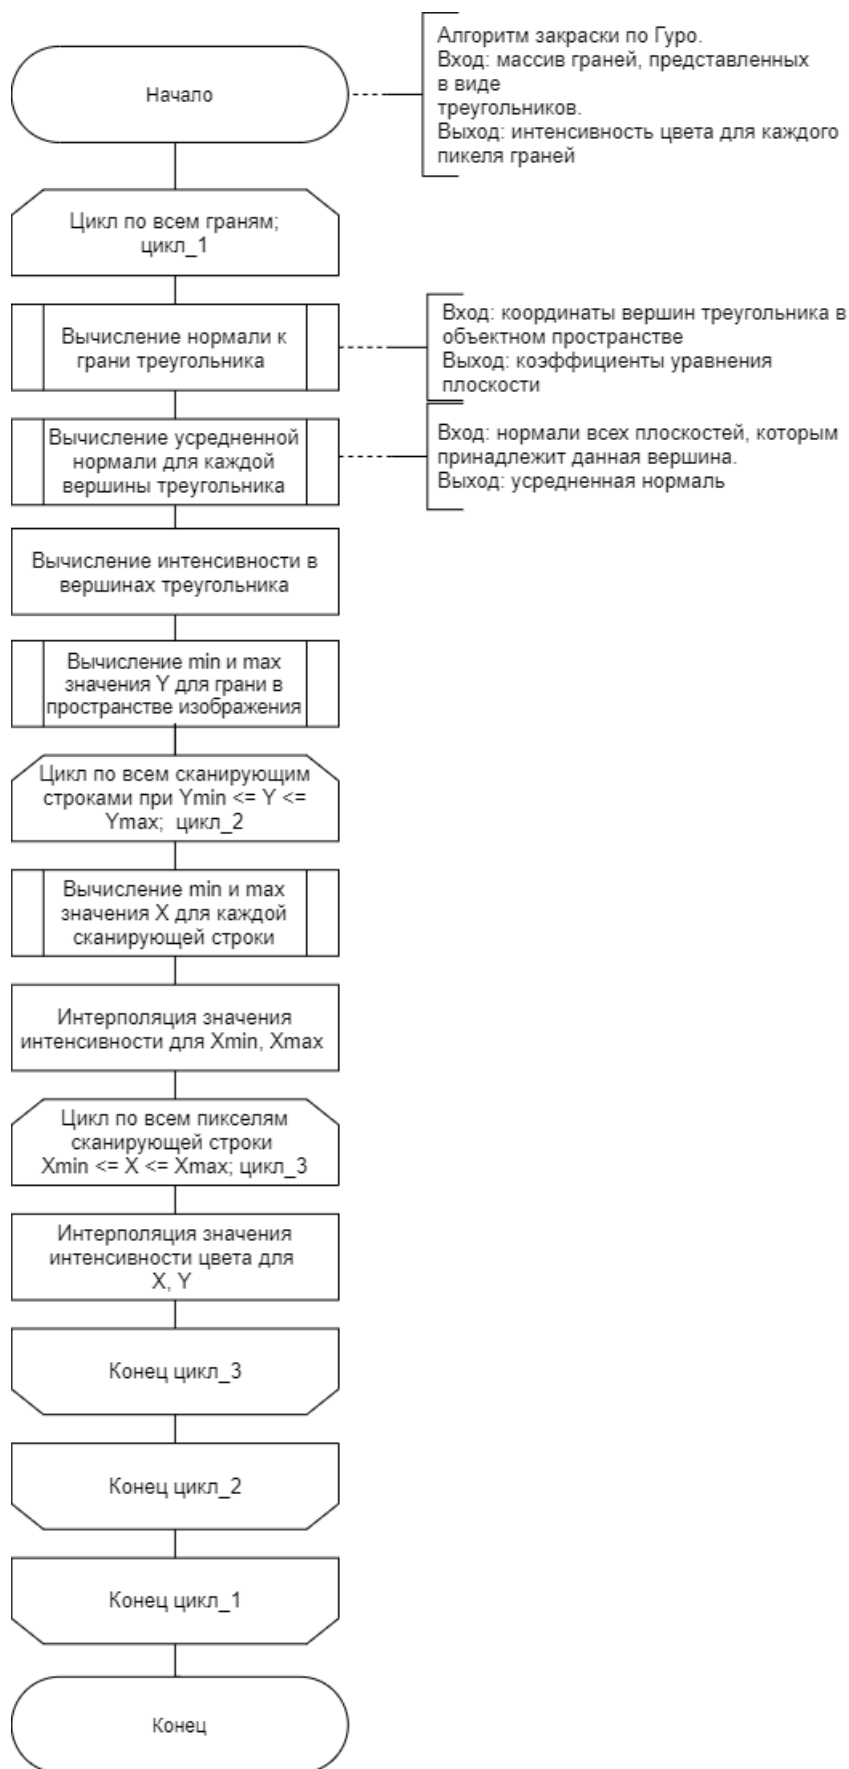 Начало
Алгоритм закраски по Гуро.
Вход: массив граней, представленных
в виде
треугольников.
Выход: интенсивность цвета для каждого
пикеля граней
Цикл по всем граням;
цикл_1
Вычисление нормали к
грани треугольника
Вход: координаты вершин треугольника в
объектном пространстве
Выход: коэффициенты уравнения
плоскости
Вычисление усредненной
нормали для каждой
вершины треугольника
Вход: нормали всех плоскостей, которым
принадлежит данная вершина.
Выход: усредненная нормаль
Вычисление интенсивности в
вершинах треугольника
Вычисление min и max
значения Y для грани в
пространстве изображения
Цикл по всем сканирующим
строками при Ymin <= Y <=
Ymax; цикл_2
Вычисление min и max
значения X для каждой
сканирующей строки
Интерполяция значения
интенсивности для Xmin, Xmax
Цикл по всем пикселям
сканирующей строки
Xmin <= X <= Xmax; цикл_3
Интерполяция значения
интенсивности цвета для
X, Y
Конец цикл_3
Конец цикл_2
Конец цикл_1
Конец